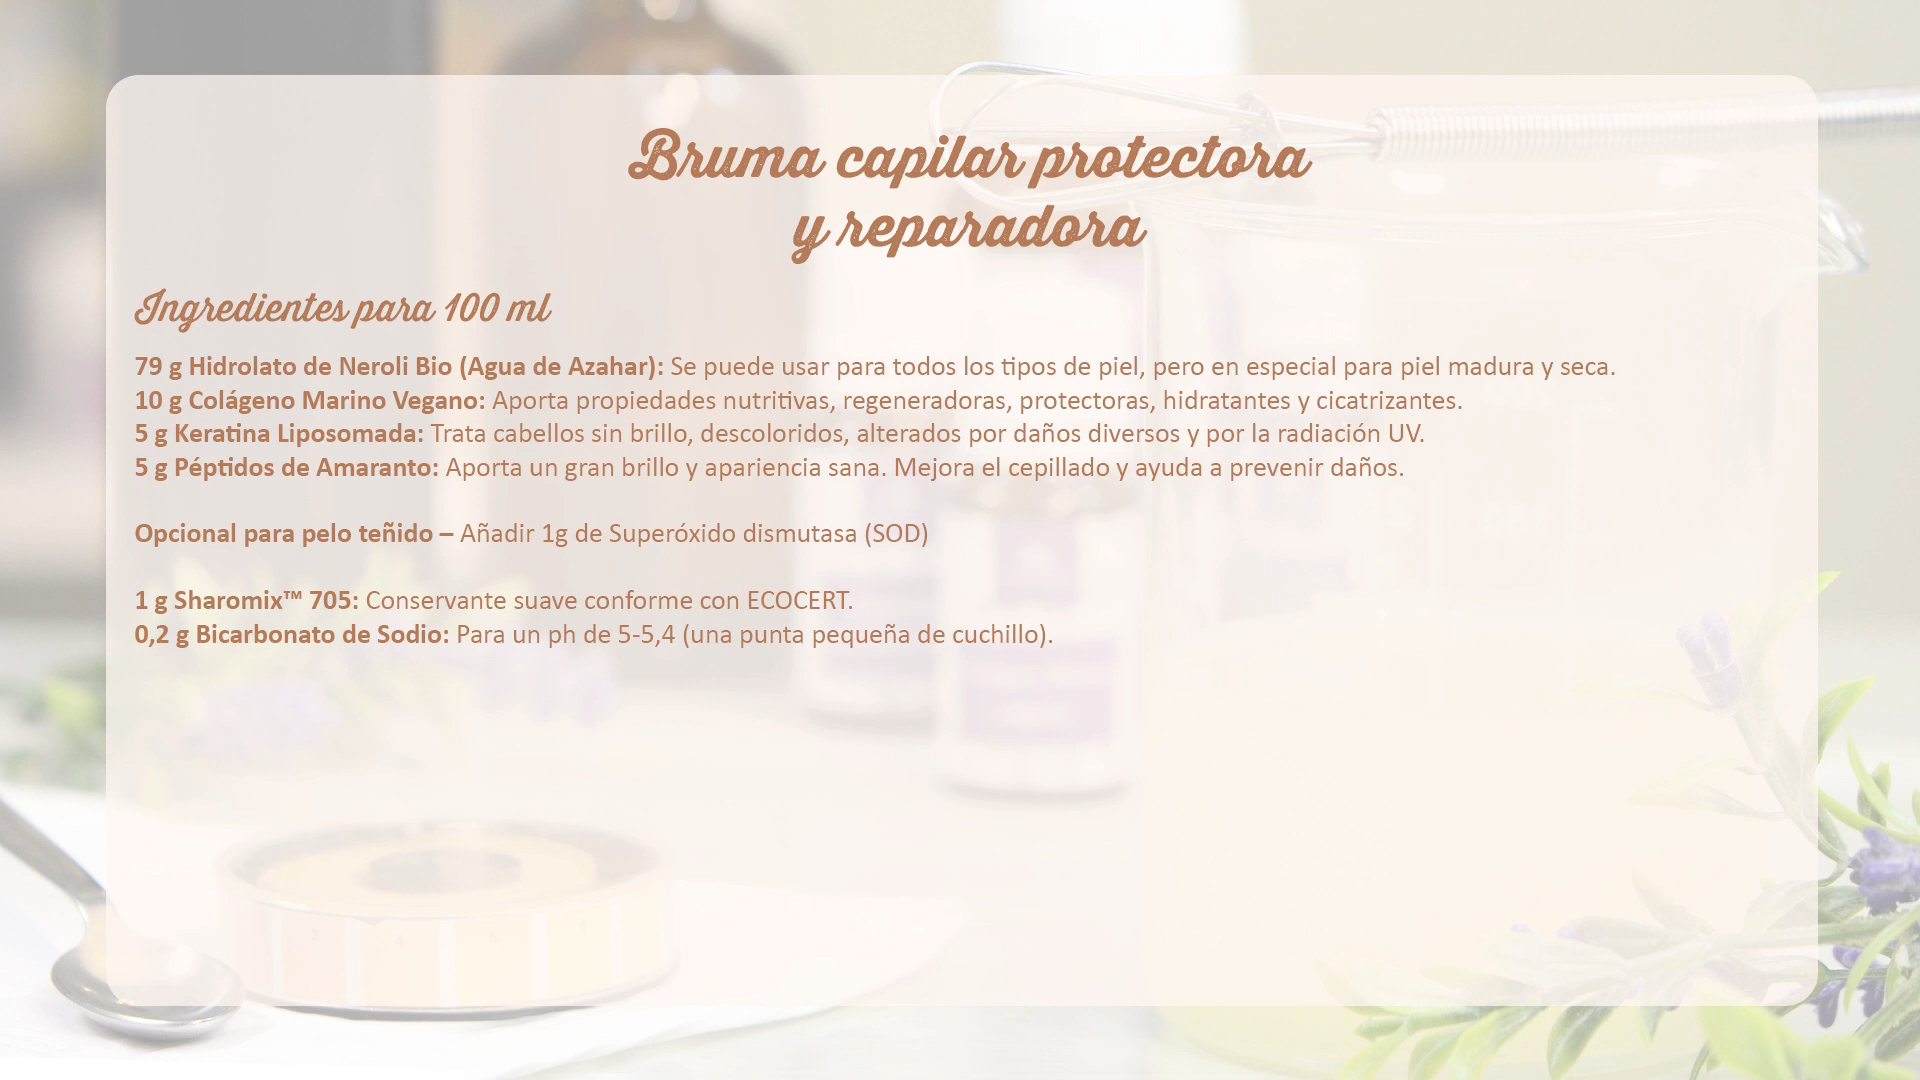 Bruma capilar protectora
y reparadora
Ingredientes para 100 ml
79 g Hidrolato de Neroli Bio (Agua de Azahar): Se puede usar para todos los tipos de piel, pero en especial para piel madura y seca.
10 g Colágeno Marino Vegano: Aporta propiedades nutritivas, regeneradoras, protectoras, hidratantes y cicatrizantes.
5 g Keratina Liposomada: Trata cabellos sin brillo, descoloridos, alterados por daños diversos y por la radiación UV.
5 g Péptidos de Amaranto: Aporta un gran brillo y apariencia sana. Mejora el cepillado y ayuda a prevenir daños.
Opcional para pelo teñido – Añadir 1g de Superóxido dismutasa (SOD)
1 g Sharomix™ 705: Conservante suave conforme con ECOCERT.
0,2 g Bicarbonato de Sodio: Para un ph de 5-5,4 (una punta pequeña de cuchillo).